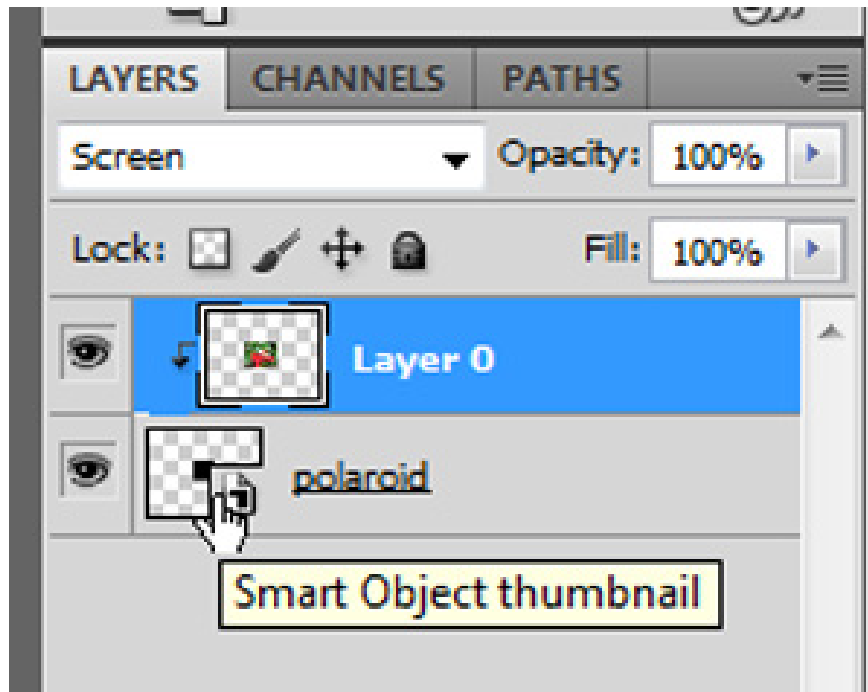 LAYERS CHANNELS PATHS
Screen Opacity: 100%
Lock: Fill: 100%
Layer 0
polaroid
Smart Object thumbnail